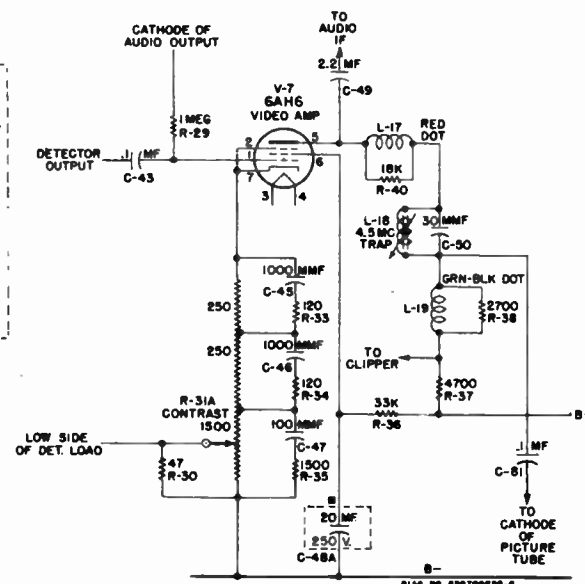 CATHODE OF
AUDIO OUTPUT
TO
AUDIO
IF
2.2 MF
C-49
V-7
6AH6
VIDEO AMP
1 MEG
R-29
DETECTOR
OUTPUT
.1 MF
C-43
2
1
7
5
6
3
4
L-17
RED
DOT
18K
R-40
L-18
4.5 MC
TRAP
30 MMF
C-50
GRN-BLK DOT
L-19
2700
R-38
TO
CLIPPER
4700
R-37
33K
R-36
B+
.1 MF
C-81
TO
CATHODE
OF
PICTURE
TUBE
1000 MMF
C-45
120
R-33
250
1000 MMF
C-46
250
120
R-34
R-31A
CONTRAST
1500
100 MMF
C-47
1500
R-35
LOW SIDE
OF DET. LOAD
47
R-30
20 MF
250 V.
C-48A
B-